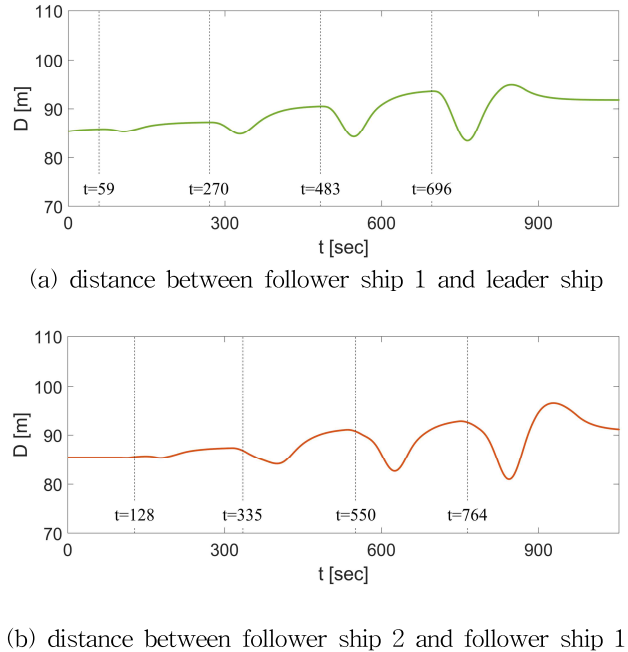 110
100
90
80
70
D [m]
t=59
t=270
t=483
t=696
0
300
600
900
t [sec]
(a) distance between follower ship 1 and leader ship
110
100
90
80
70
D [m]
t=128
t=335
t=550
t=764
0
300
600
900
t [sec]
(b) distance between follower ship 2 and follower ship 1